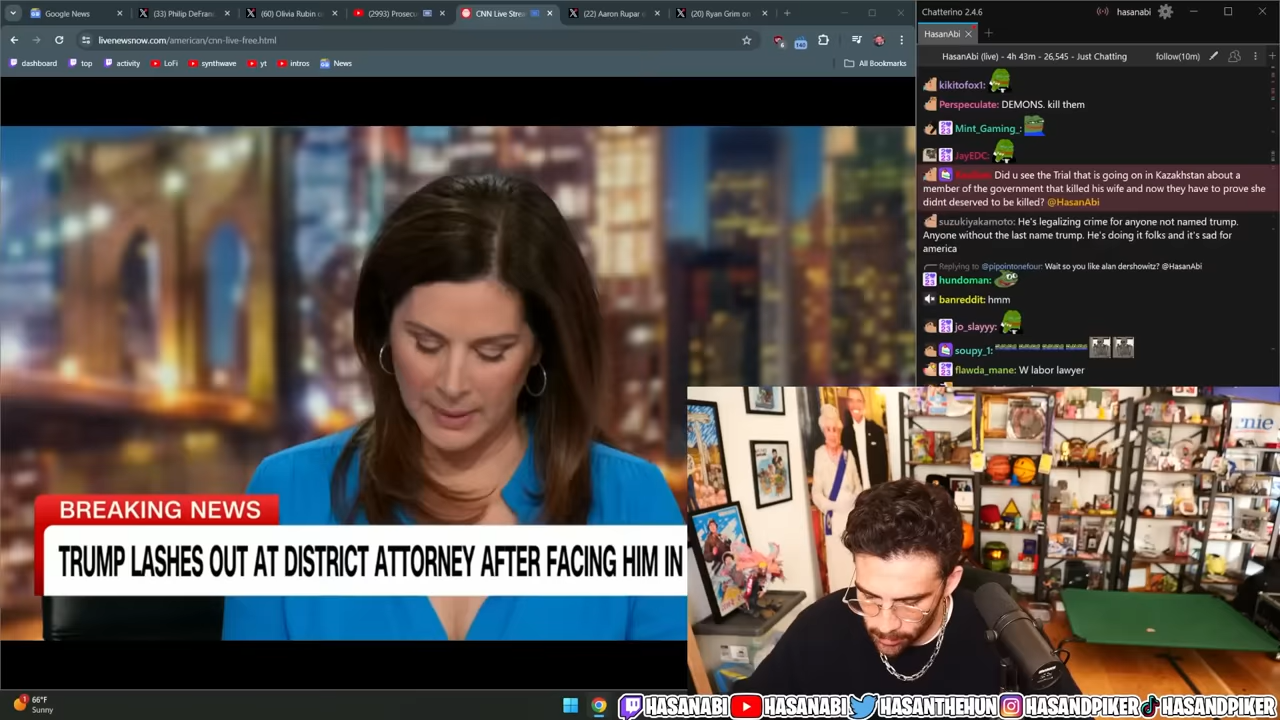 Google News
(33) Philip DeFran
(60) Olivia Rubin o
(2993) Prosecu
CNN Live Stre
(22) Aaron Rupar o
(20) Ryan Grim on
livenewsnow.com/american/cnn-live-free.html
dashboard
top
activity
LoFi
synthwave
yt
intros
News
All Bookmarks
Chatterino 2.4.6
hasanabi
HasanAbi
HasanAbi (live) - 4h 43m - 26,545 - Just Chatting
follow(10m)
kikitofox1:
Perspeculate: DEMONS. kill them
Mint_Gaming_:
JayEDC:
Did u see the Trial that is going on in Kazakhstan about a
member of the government that killed his wife and now they have to prove she
didnt deserved to be killed? @HasanAbi
suzukiyakamoto: He's legalizing crime for anyone not named trump.
Anyone without the last name trump. He's doing it folks and it's sad for
america
Replying to @pipointonefour: Wait so you like alan dershowitz? @HasanAbi
hundoman:
banreddit: hmm
jo_slayyy:
soupy_1:
flawda_mane: W labor lawyer
BREAKING NEWS
TRUMP LASHES OUT AT DISTRICT ATTORNEY AFTER FACING HIM IN
66°F
Sunny
HASANABI
HASANABI
HASANTHEHUN
HASANDPIKER
HASANDPIKER